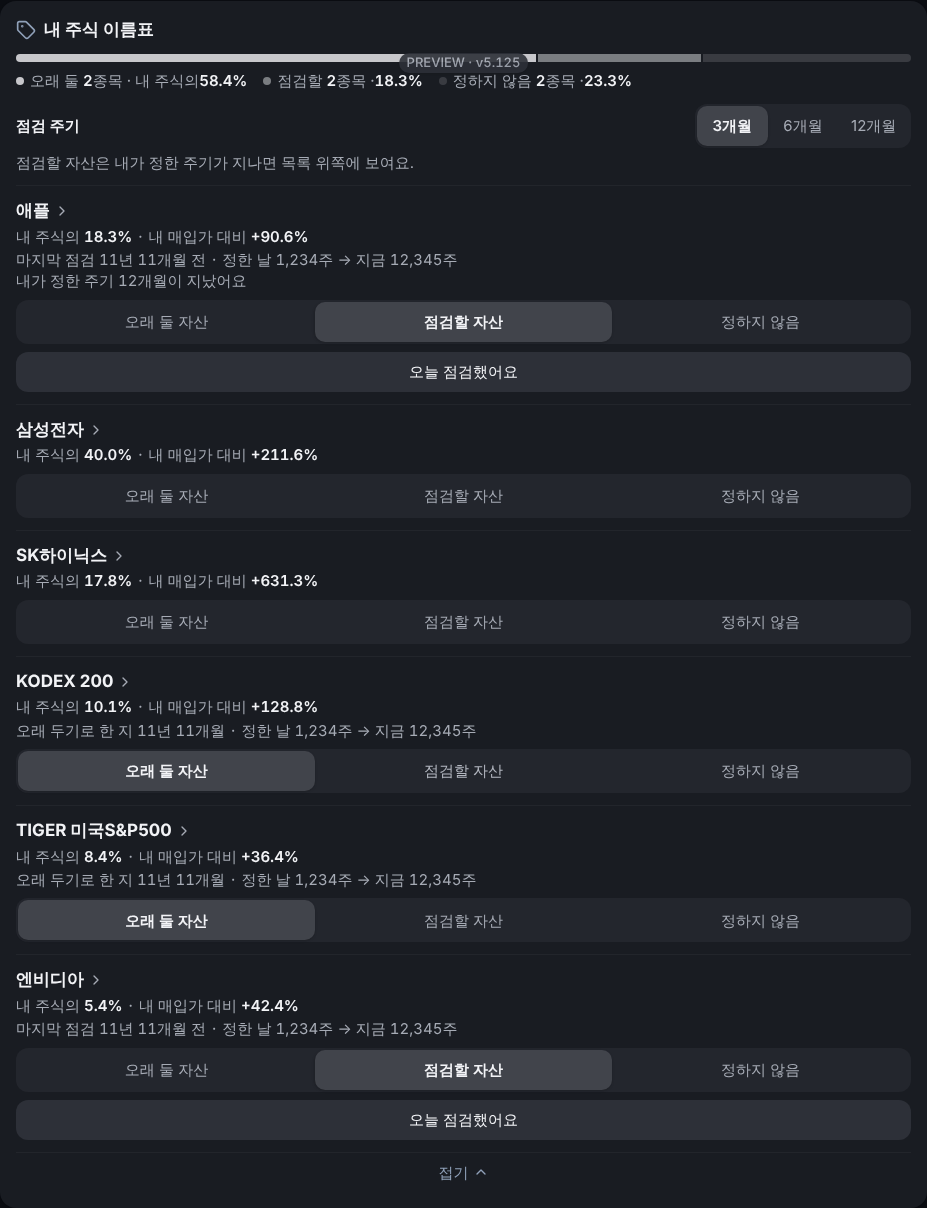 내 주식 이름표
PREVIEW · v5.125
오래 둘 2종목 · 내 주식의58.4% 점검할 2종목 ·18.3% 정하지 않음 2종목 ·23.3%
점검 주기 3개월 6개월 12개월
점검할 자산은 내가 정한 주기가 지나면 목록 위쪽에 보여요.
애플
내 주식의 18.3% · 내 매입가 대비 +90.6%
마지막 점검 11년 11개월 전 · 정한 날 1,234주 → 지금 12,345주
내가 정한 주기 12개월이 지났어요
오래 둘 자산 점검할 자산 정하지 않음
오늘 점검했어요
삼성전자
내 주식의 40.0% · 내 매입가 대비 +211.6%
오래 둘 자산 점검할 자산 정하지 않음
SK하이닉스
내 주식의 17.8% · 내 매입가 대비 +631.3%
오래 둘 자산 점검할 자산 정하지 않음
KODEX 200
내 주식의 10.1% · 내 매입가 대비 +128.8%
오래 두기로 한 지 11년 11개월 · 정한 날 1,234주 → 지금 12,345주
오래 둘 자산 점검할 자산 정하지 않음
TIGER 미국S&P500
내 주식의 8.4% · 내 매입가 대비 +36.4%
오래 두기로 한 지 11년 11개월 · 정한 날 1,234주 → 지금 12,345주
오래 둘 자산 점검할 자산 정하지 않음
엔비디아
내 주식의 5.4% · 내 매입가 대비 +42.4%
마지막 점검 11년 11개월 전 · 정한 날 1,234주 → 지금 12,345주
오래 둘 자산 점검할 자산 정하지 않음
오늘 점검했어요
접기